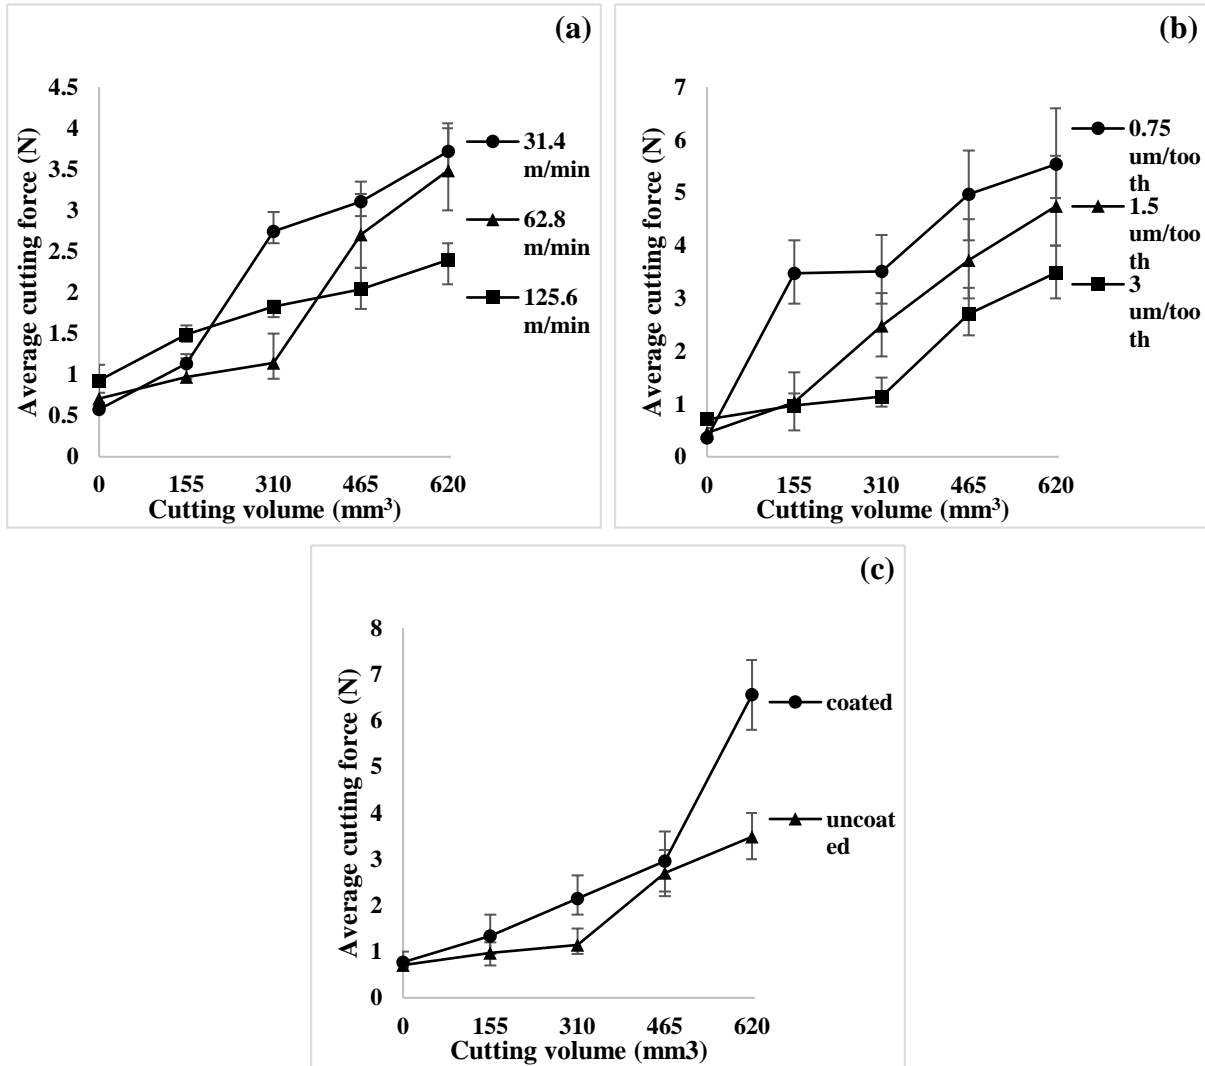 (a)
Average cutting force (N)
4.5
4
3.5
3
2.5
2
1.5
1
0.5
0
0 155 310 465 620
Cutting volume (mm³)
31.4
m/min
62.8
m/min
125.6
m/min
(b)
Average cutting force (N)
7
6
5
4
3
2
1
0
0 155 310 465 620
Cutting volume (mm³)
0.75
um/too
th
1.5
um/too
th
3
um/too
th
(c)
Average cutting force (N)
8
7
6
5
4
3
2
1
0
0 155 310 465 620
Cutting volume (mm3)
coated
uncoat
ed